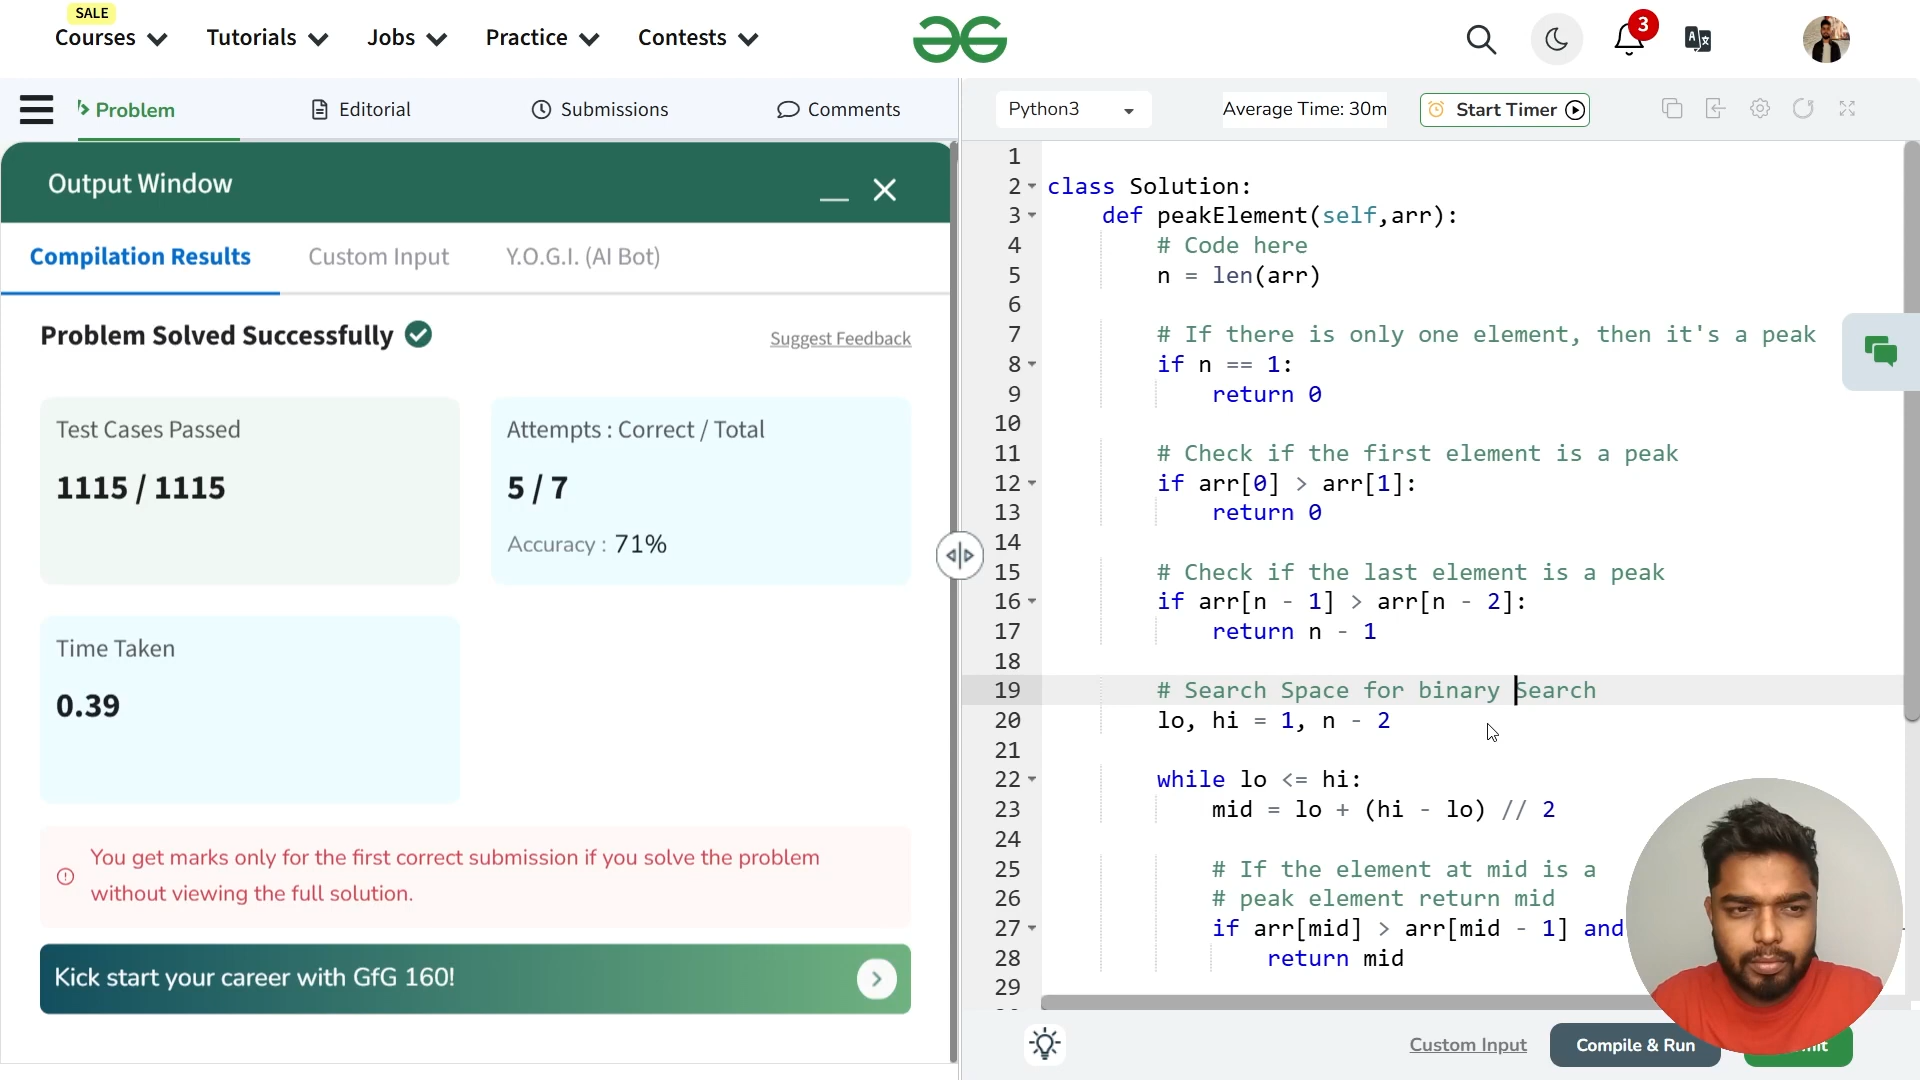 SALE
Courses Tutorials Jobs Practice Contests
3
Problem Editorial Submissions Comments
Python3 Average Time: 30m Start Timer
Output Window
Compilation Results Custom Input Y.O.G.I. (AI Bot)
Problem Solved Successfully
Suggest Feedback
Test Cases Passed
1115 / 1115
Attempts : Correct / Total
5 / 7
Accuracy : 71%
Time Taken
0.39
You get marks only for the first correct submission if you solve the problem
without viewing the full solution.
Kick start your career with GfG 160!
1
2 class Solution:
3 def peakElement(self,arr):
4 # Code here
5 n = len(arr)
6
7 # If there is only one element, then it's a peak
8 if n == 1:
9 return 0
10
11 # Check if the first element is a peak
12 if arr[0] > arr[1]:
13 return 0
14
15 # Check if the last element is a peak
16 if arr[n - 1] > arr[n - 2]:
17 return n - 1
18
19 # Search Space for binary Search
20 lo, hi = 1, n - 2
21
22 while lo <= hi:
23 mid = lo + (hi - lo) // 2
24
25 # If the element at mid is a
26 # peak element return mid
27 if arr[mid] > arr[mid - 1] and
28 return mid
29
Custom Input Compile & Run